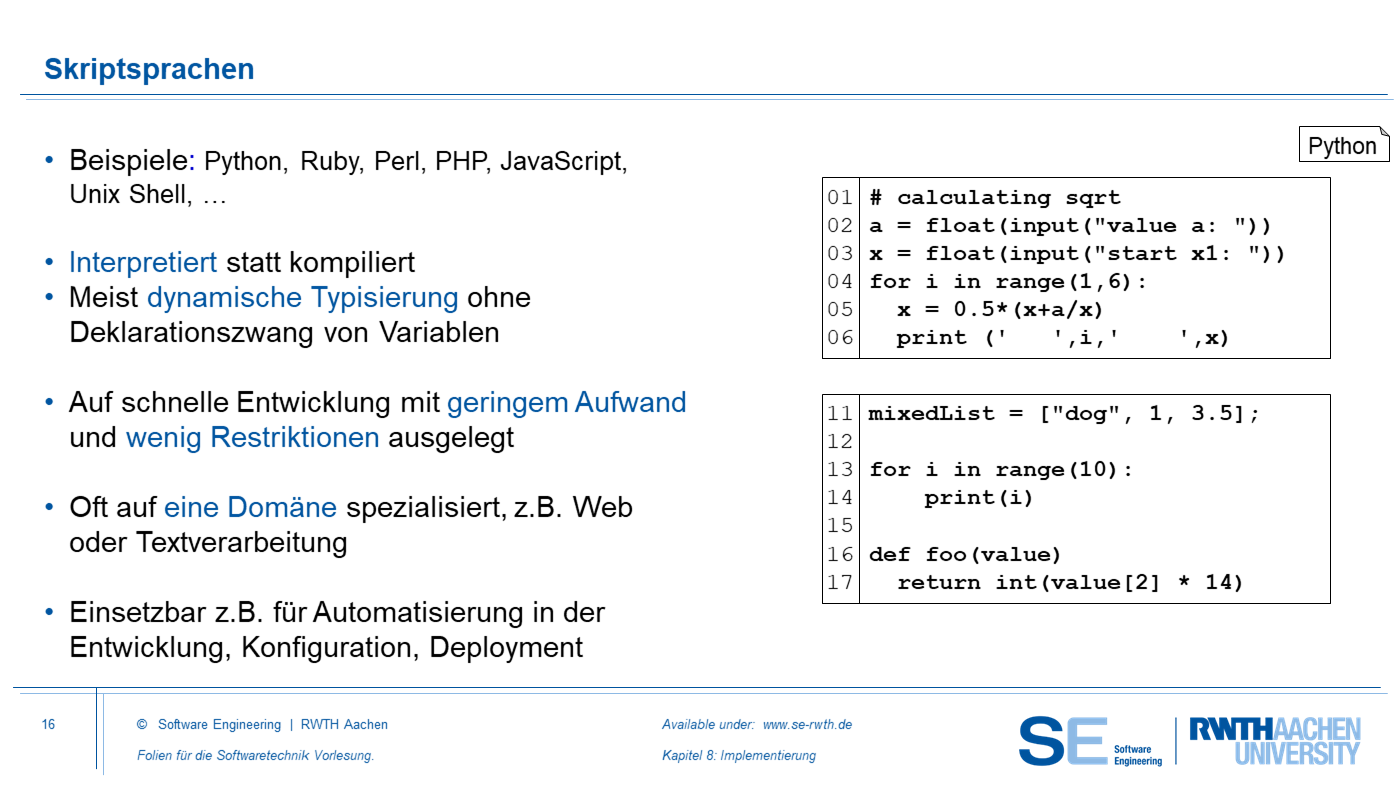 Skriptsprachen
• Beispiele: Python, Ruby, Perl, PHP, JavaScript,
Unix Shell, …
• Interpretiert statt kompiliert
• Meist dynamische Typisierung ohne
Deklarationszwang von Variablen
• Auf schnelle Entwicklung mit geringem Aufwand
und wenig Restriktionen ausgelegt
• Oft auf eine Domäne spezialisiert, z.B. Web
oder Textverarbeitung
• Einsetzbar z.B. für Automatisierung in der
Entwicklung, Konfiguration, Deployment
Python
01 # calculating sqrt
02 a = float(input("value a: "))
03 x = float(input("start x1: "))
04 for i in range(1,6):
05   x = 0.5*(x+a/x)
06   print ('   ',i,'    ',x)
11 mixedList = ["dog", 1, 3.5];
12
13 for i in range(10):
14     print(i)
15
16 def foo(value)
17   return int(value[2] * 14)
16
© Software Engineering | RWTH Aachen
Folien für die Softwaretechnik Vorlesung.
Available under: www.se-rwth.de
Kapitel 8: Implementierung
SE Software
Engineering
RWTHAACHEN
UNIVERSITY